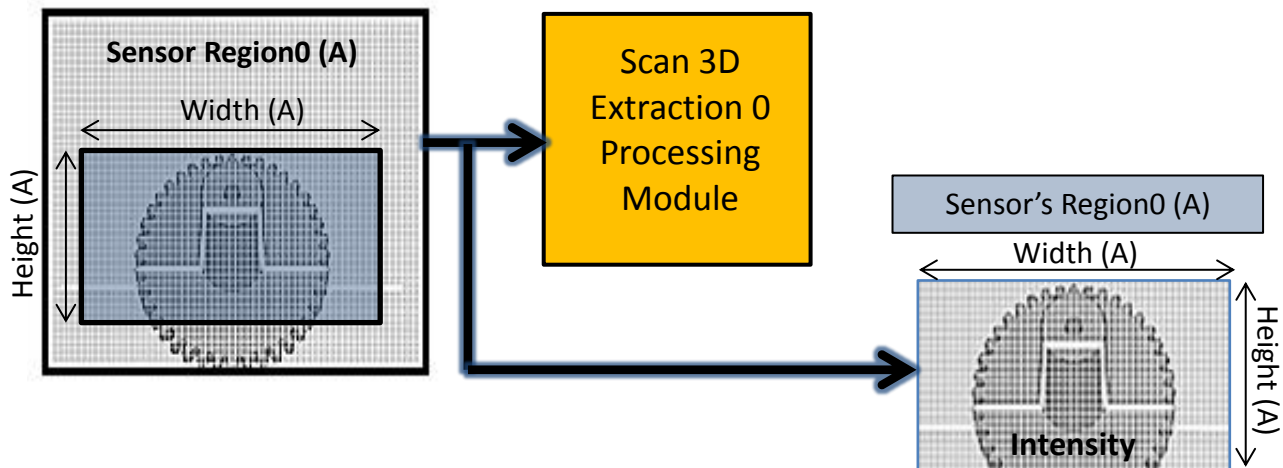 Sensor Region0 (A)
Width (A)
Height (A)
Scan 3D
Extraction 0
Processing
Module
Sensor’s Region0 (A)
Width (A)
Height (A)
Intensity